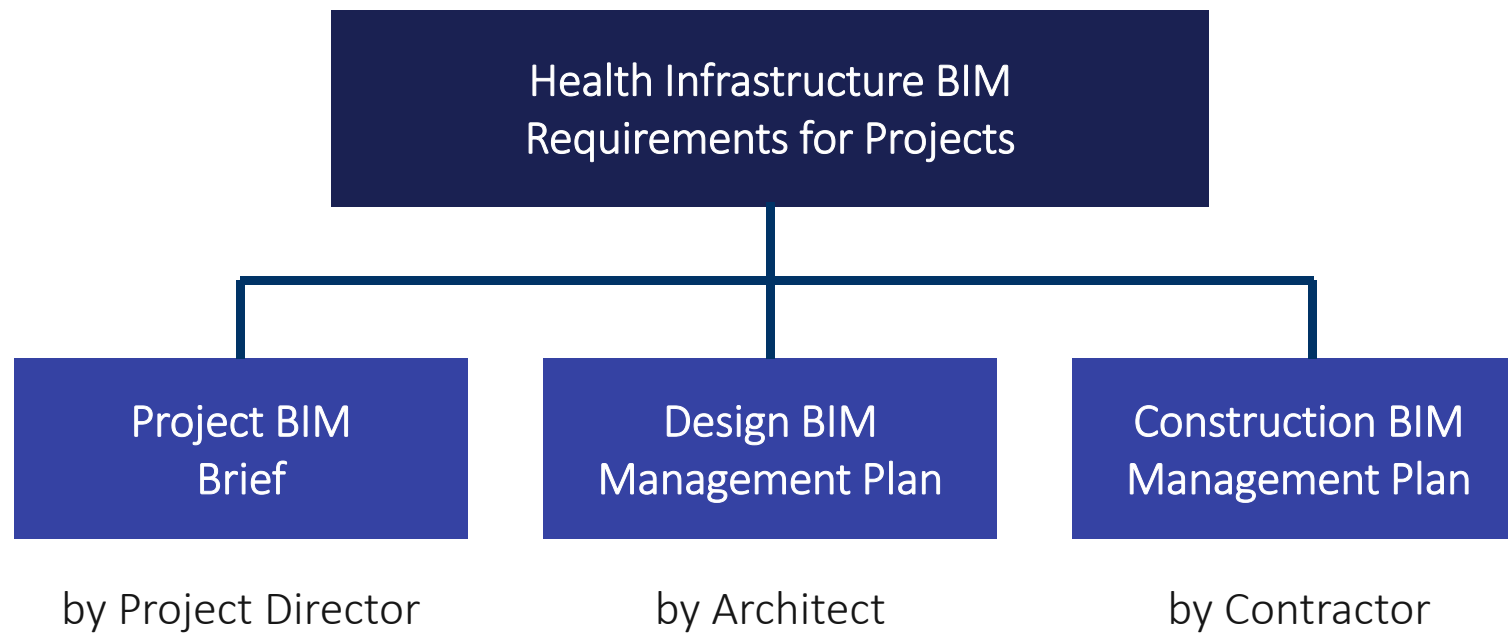 Health Infrastructure BIM
Requirements for Projects
Project BIM
Brief
Design BIM
Management Plan
Construction BIM
Management Plan
by Project Director
by Architect
by Contractor